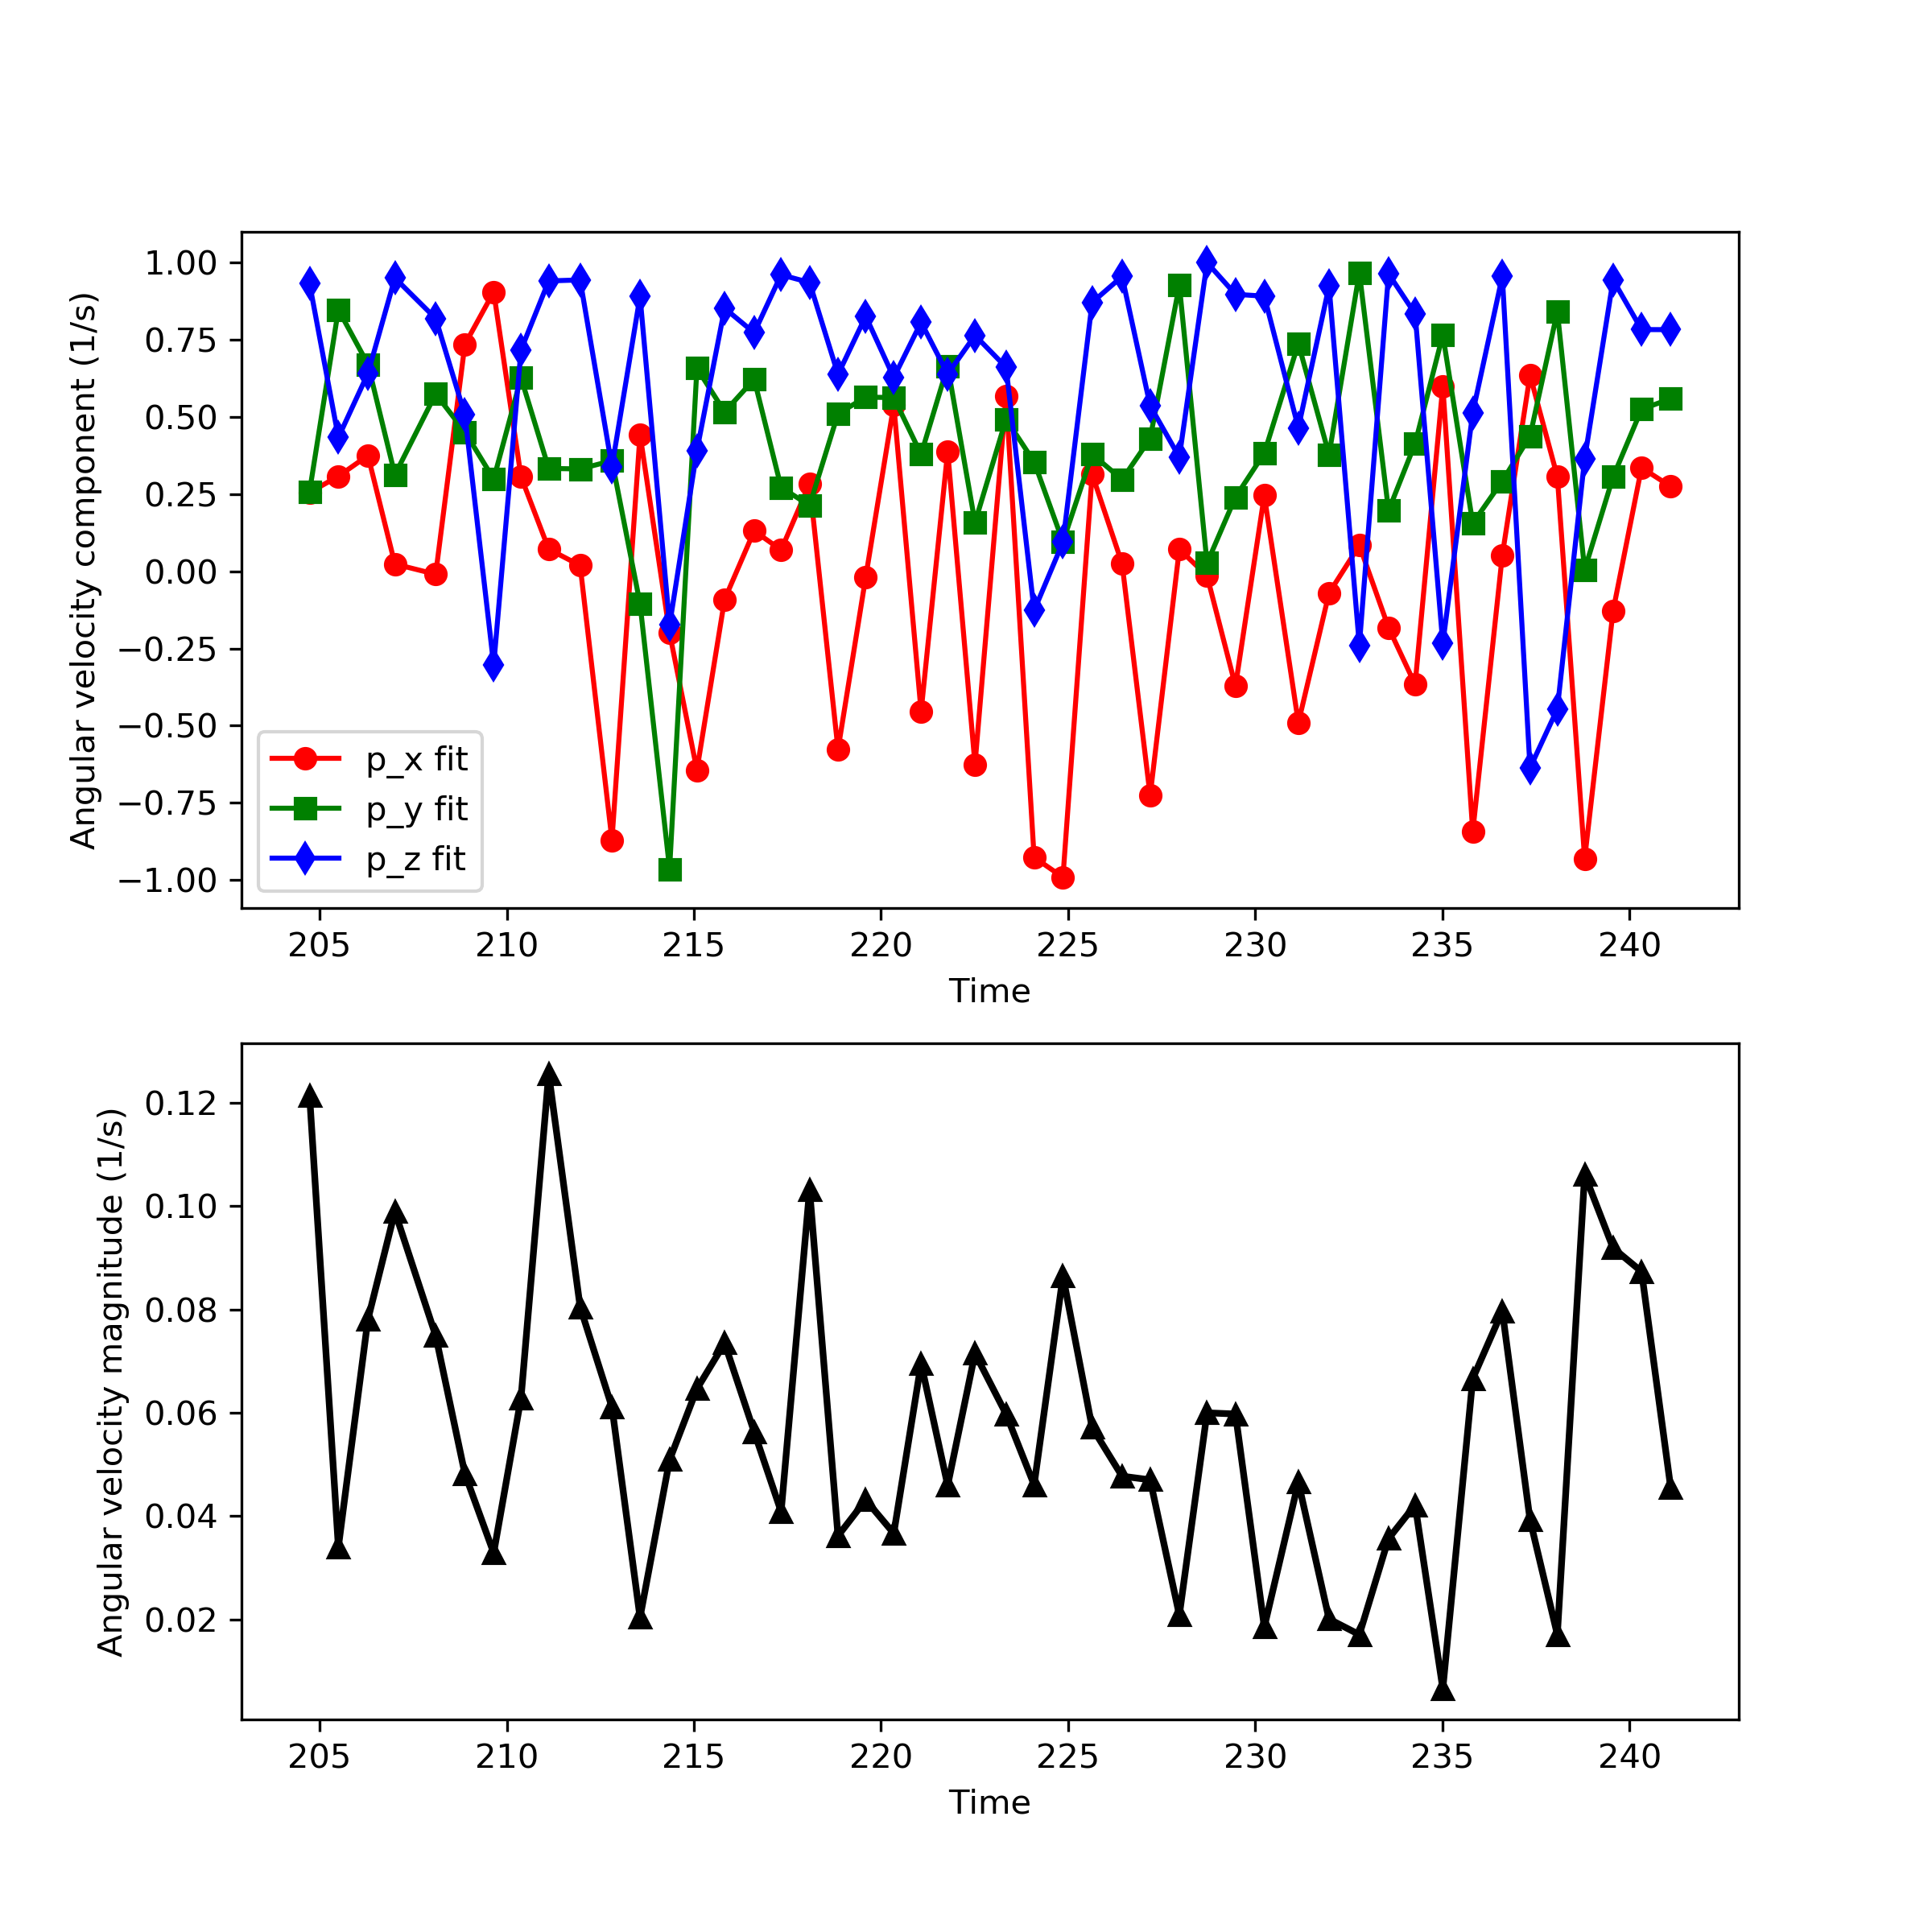 Angular velocity component (1/s)
1.00
0.75
0.50
0.25
0.00
−0.25
−0.50
−0.75
−1.00
p_x fit
p_y fit
p_z fit
205 210 215 220 225 230 235 240
Time
Angular velocity magnitude (1/s)
0.12
0.10
0.08
0.06
0.04
0.02
205 210 215 220 225 230 235 240
Time